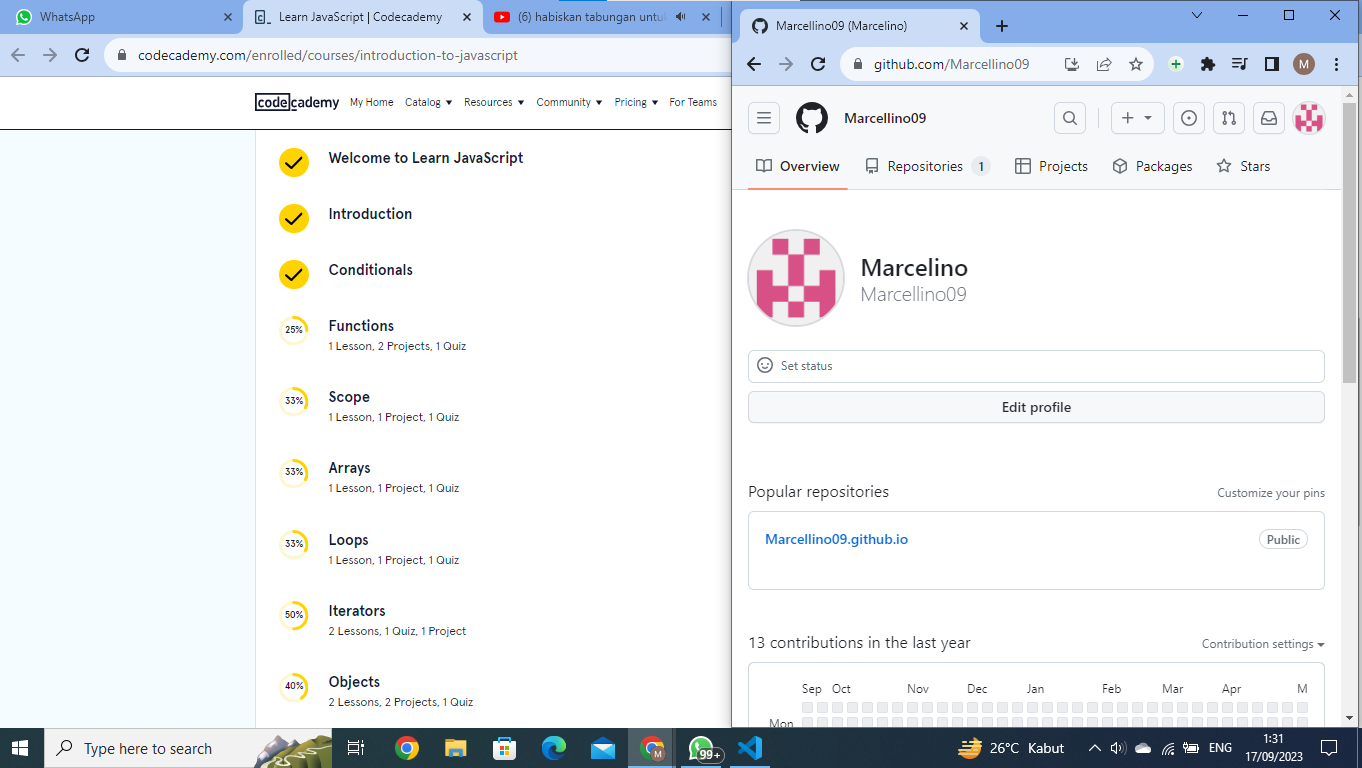 WhatsApp
Learn JavaScript | Codecademy
(6) habiskan tabungan untuk
codecademy.com/enrolled/courses/introduction-to-javascript
codecademy
My Home
Catalog
Resources
Community
Pricing
For Teams
Welcome to Learn JavaScript
Introduction
Conditionals
25%
Functions
1 Lesson, 2 Projects, 1 Quiz
33%
Scope
1 Lesson, 1 Project, 1 Quiz
33%
Arrays
1 Lesson, 1 Project, 1 Quiz
33%
Loops
1 Lesson, 1 Project, 1 Quiz
50%
Iterators
2 Lessons, 1 Quiz, 1 Project
40%
Objects
2 Lessons, 2 Projects, 1 Quiz
Marcellino09 (Marcelino)
github.com/Marcellino09
M
Marcellino09
Overview
Repositories 1
Projects
Packages
Stars
Marcelino
Marcellino09
Set status
Edit profile
Popular repositories
Customize your pins
Marcellino09.github.io
Public
13 contributions in the last year
Contribution settings
Sep Oct Nov Dec Jan Feb Mar Apr M
Mon
Type here to search
M
99+
26°C Kabut
ENG
1:31
17/09/2023